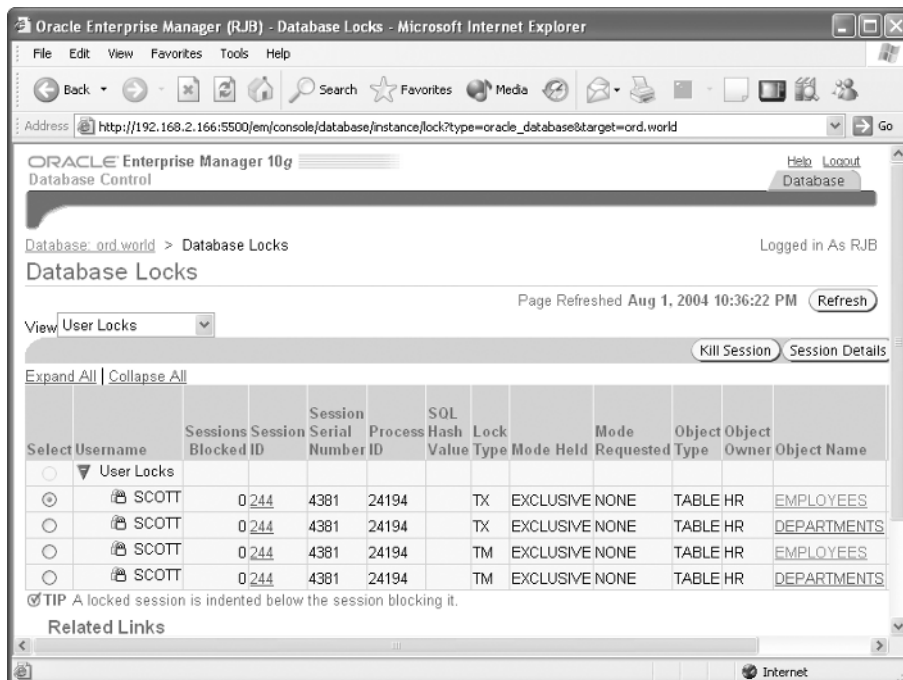 Oracle Enterprise Manager (RJB) - Database Locks - Microsoft Internet Explorer
File Edit View Favorites Tools Help
Back Search Favorites Media
Address http://192.168.2.166:5500/em/console/database/instance/lock?type=oracle_database&target=ord.world Go
ORACLE Enterprise Manager 10g Help Logout
Database Control Database
Database: ord.world > Database Locks Logged in As RJB
Database Locks
Page Refreshed Aug 1, 2004 10:36:22 PM Refresh
View User Locks
Kill Session Session Details
Expand All | Collapse All
Select Username Sessions Blocked Session ID Session Serial Number Process ID SQL Hash Value Lock Type Mode Held Mode Requested Object Type Object Owner Object Name
User Locks
SCOTT 0 244 4381 24194 TX EXCLUSIVE NONE TABLE HR EMPLOYEES
SCOTT 0 244 4381 24194 TX EXCLUSIVE NONE TABLE HR DEPARTMENTS
SCOTT 0 244 4381 24194 TM EXCLUSIVE NONE TABLE HR EMPLOYEES
SCOTT 0 244 4381 24194 TM EXCLUSIVE NONE TABLE HR DEPARTMENTS
TIP A locked session is indented below the session blocking it.
Related Links
Internet